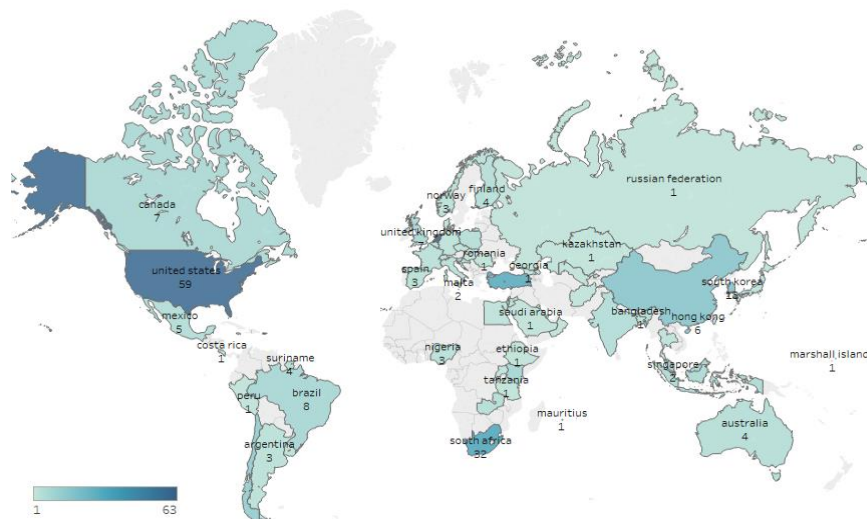 canada
7
norway
3
finland
4
russian federation
1
united kingdom
7
kazakhstan
1
romania
1
georgia
1
spain
3
malta
2
united states
59
south korea
mexico
5
saudi arabia
1
bangladesh
1
hong kong
6
costa rica
1
suriname
4
nigeria
3
ethiopia
1
marshall island
1
singapore
2
peru
1
brazil
8
tanzania
1
mauritius
1
argentina
3
south africa
32
australia
4
1
63